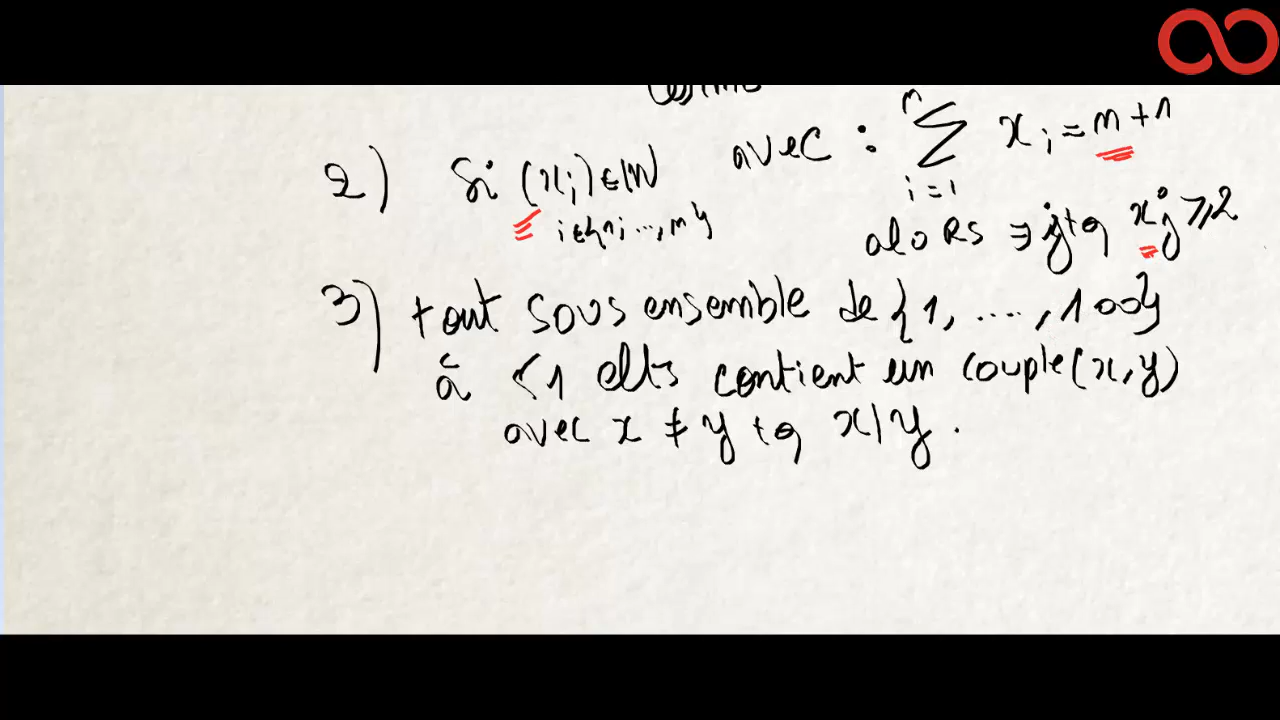 2) Si (xᵢ) ∈ ℕ avec : ∑ᵢ₌₁ⁿ xᵢ = n + 1
i ∈ {1, ..., n}
alors ∃ j tq xⱼ ≥ 2
3) tout sous ensemble de {1, ...., 100}
à 51 elts contient un couple (x, y)
avec x ≠ y tq x | y .